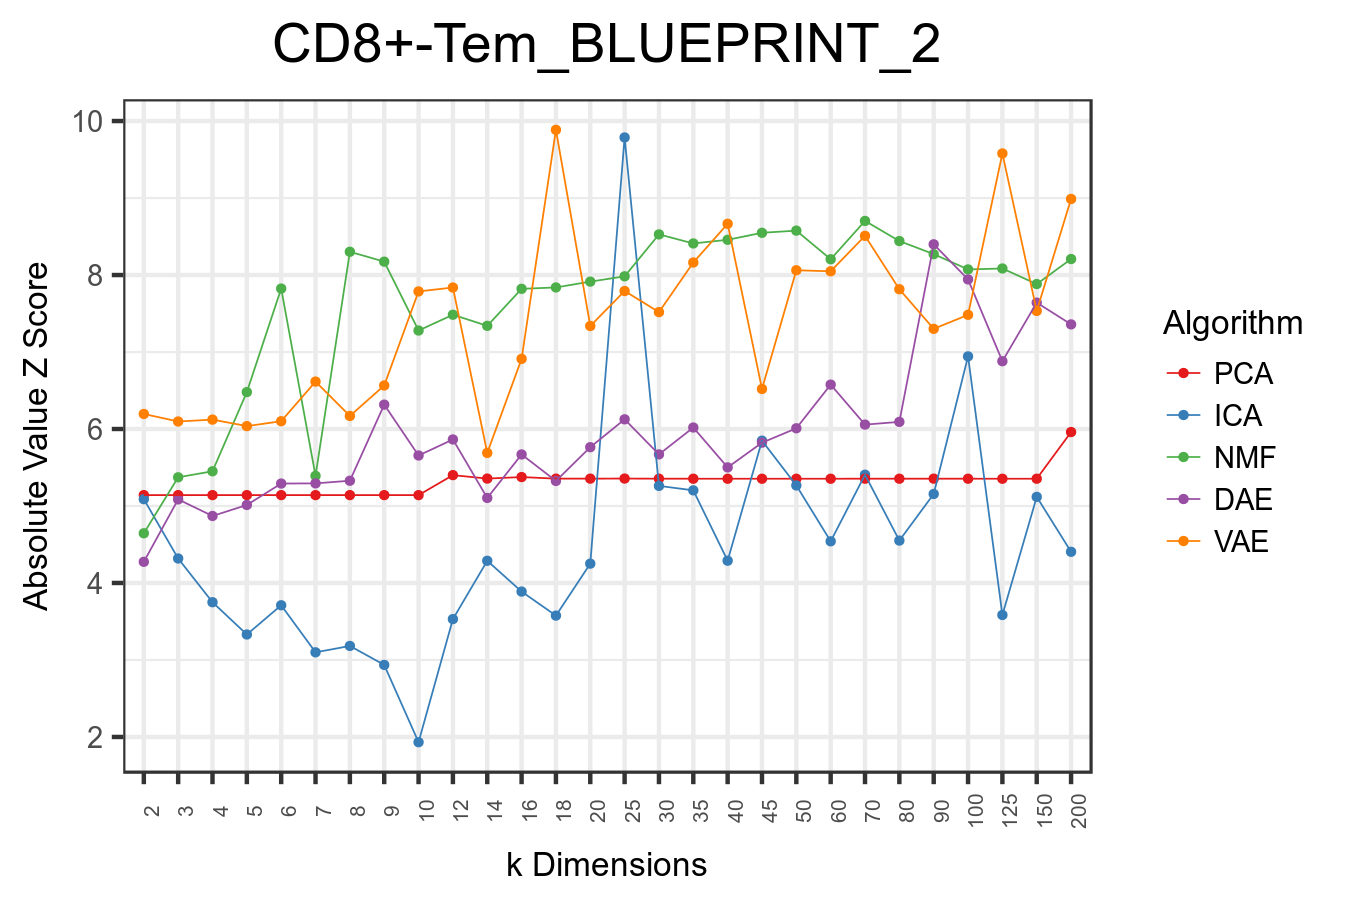 CD8+-Tem_BLUEPRINT_2
Absolute Value Z Score
10
8
6
4
2
2 3 4 5 6 7 8 9 10 12 14 16 18 20 25 30 35 40 45 50 60 70 80 90 100 125 150 200
k Dimensions
Algorithm
PCA
ICA
NMF
DAE
VAE